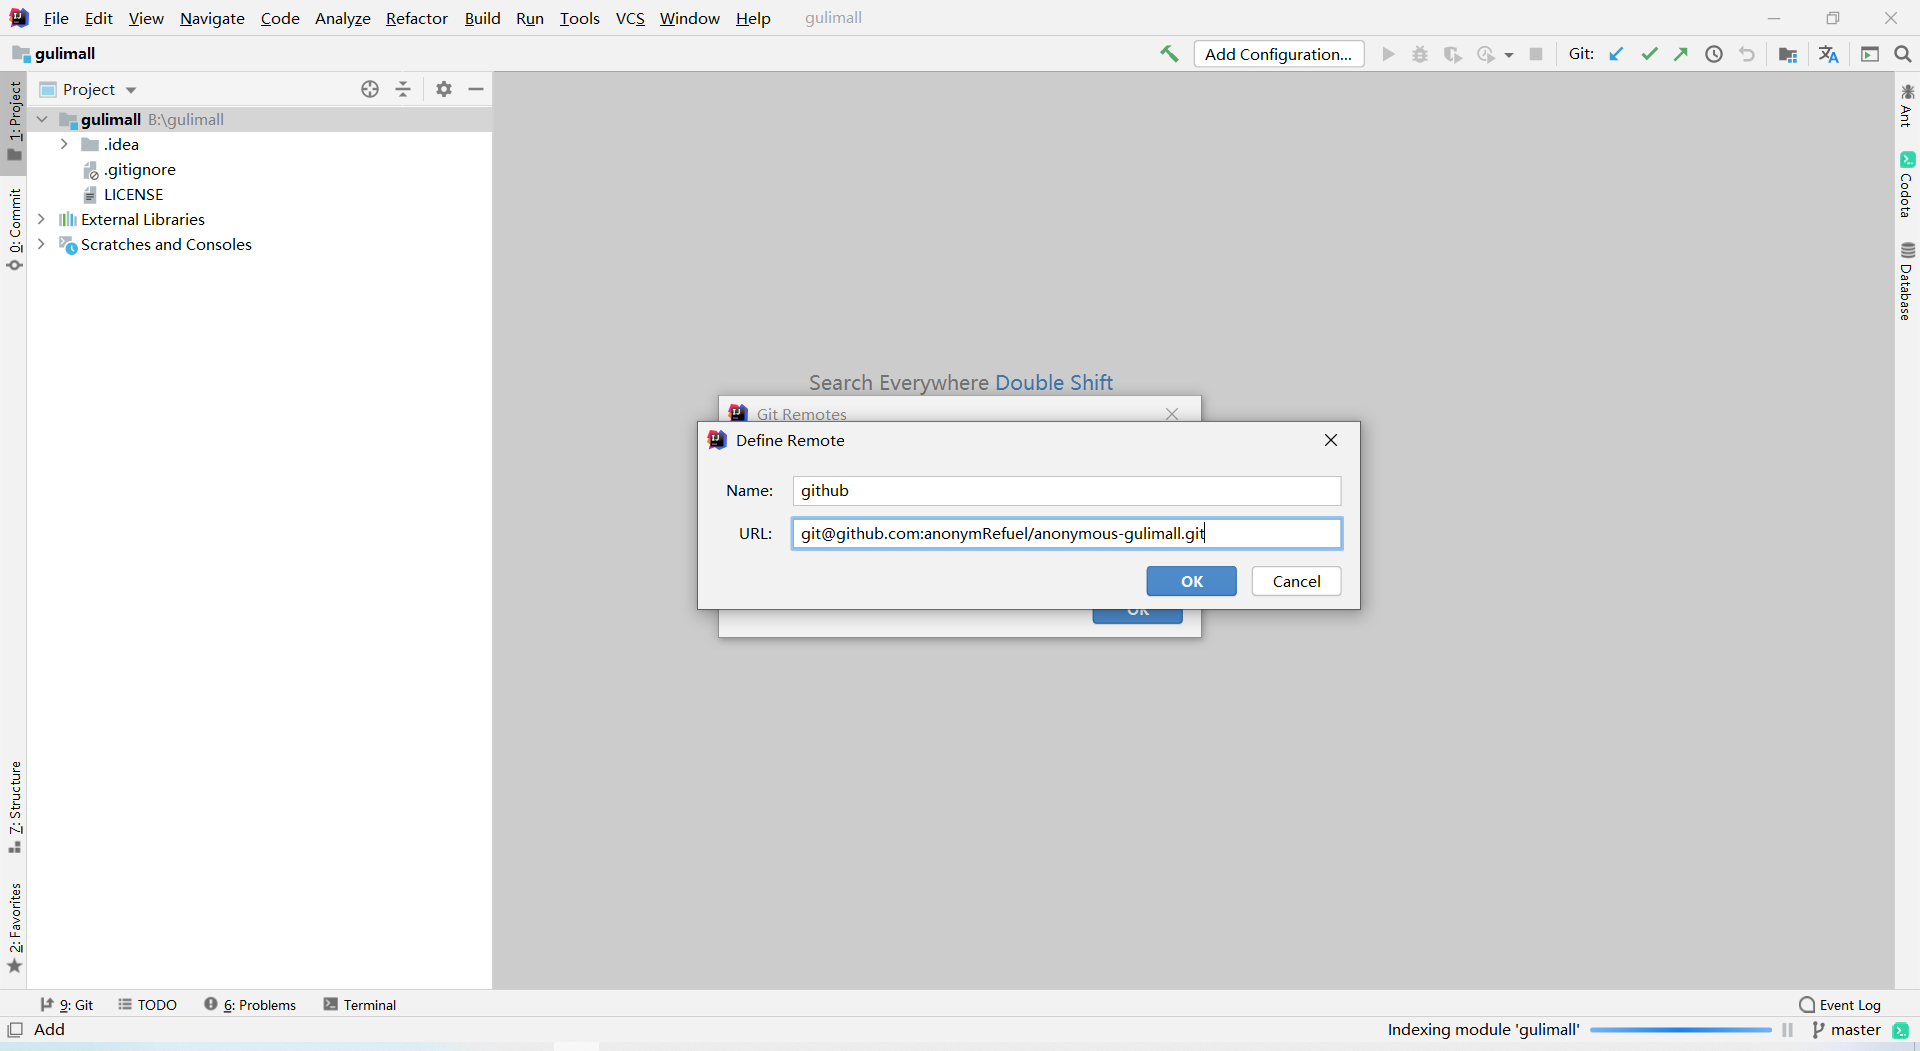 File Edit View Navigate Code Analyze Refactor Build Run Tools VCS Window Help gulimall
gulimall
Add Configuration...
Git:
Project
gulimall B:\gulimall
.idea
.gitignore
LICENSE
External Libraries
Scratches and Consoles
1: Project
0: Commit
7: Structure
2: Favorites
Ant
Codota
Database
Search Everywhere Double Shift
Git Remotes
Define Remote
Name: github
URL: git@github.com:anonymRefuel/anonymous-gulimall.git
OK Cancel
OK
9: Git TODO 6: Problems Terminal Event Log
Add Indexing module 'gulimall' master